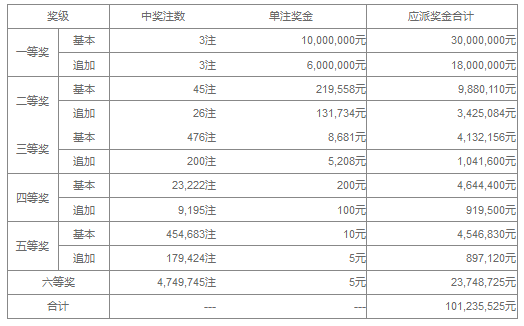 奖级 中奖注数 单注奖金 应派奖金合计
一等奖 基本 3注 10,000,000元 30,000,000元
追加 3注 6,000,000元 18,000,000元
二等奖 基本 45注 219,558元 9,880,110元
追加 26注 131,734元 3,425,084元
三等奖 基本 476注 8,681元 4,132,156元
追加 200注 5,208元 1,041,600元
四等奖 基本 23,222注 200元 4,644,400元
追加 9,195注 100元 919,500元
五等奖 基本 454,683注 10元 4,546,830元
追加 179,424注 5元 897,120元
六等奖 4,749,745注 5元 23,748,725元
合计 --- --- 101,235,525元